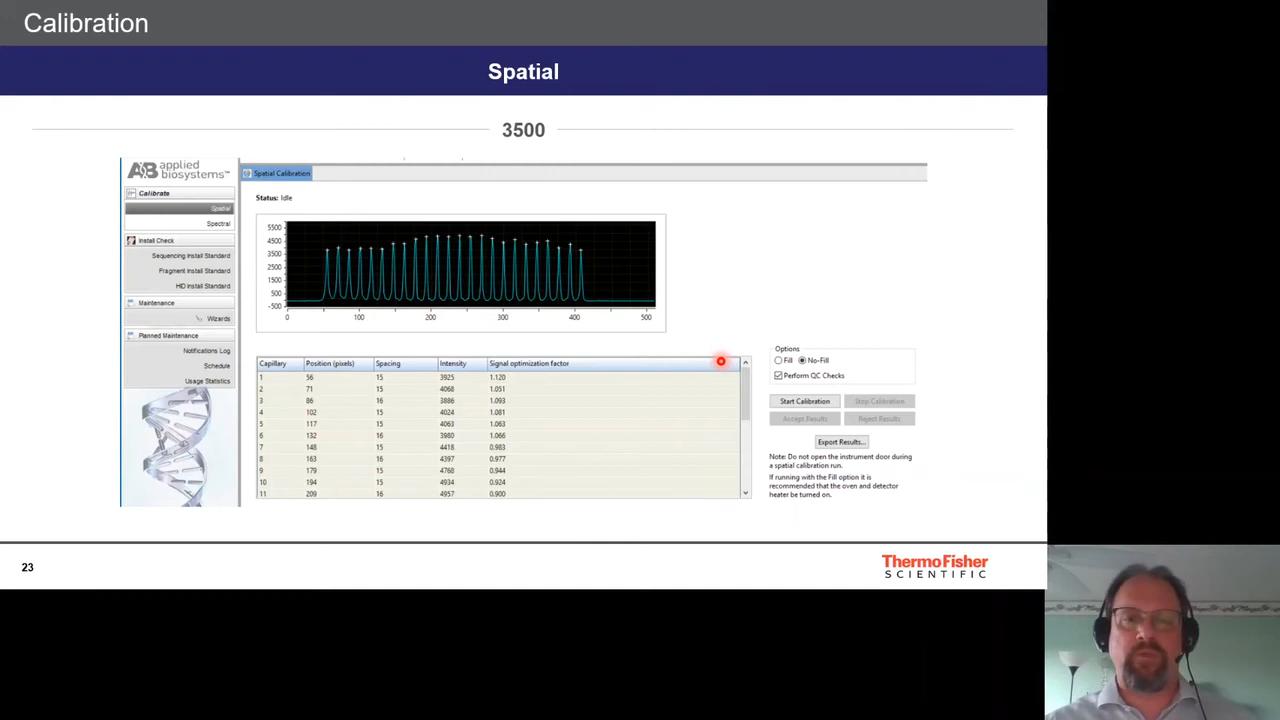 Calibration
Spatial
3500
AB applied biosystems™
Calibrate
Spatial
Spectral
Install Check
Sequencing Install Standard
Fragment Install Standard
HID Install Standard
Maintenance
Wizards
Planned Maintenance
Notifications Log
Schedule
Usage Statistics
Spatial Calibration
Status: Idle
5500
4500
3500
2500
1500
500
-500
0 100 200 300 400 500
Capillary Position (pixels) Spacing Intensity Signal optimization factor
1 56 15 3925 1.120
2 71 15 4068 1.051
3 86 16 3886 1.093
4 102 15 4024 1.081
5 117 15 4063 1.063
6 132 16 3980 1.066
7 148 15 4418 0.983
8 163 16 4397 0.977
9 179 15 4768 0.944
10 194 15 4934 0.924
11 209 16 4957 0.900
Options
Fill No-Fill
Perform QC Checks
Start Calibration Stop Calibration
Accept Results Reject Results
Export Results...
Note: Do not open the instrument door during
a spatial calibration run.
If running with the Fill option it is
recommended that the oven and detector
heater be turned on.
23
ThermoFisher
SCIENTIFIC